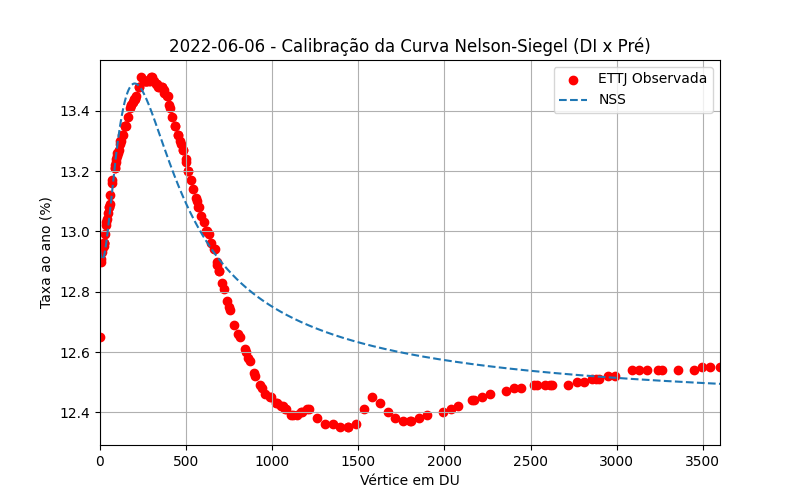 2022-06-06 - Calibração da Curva Nelson-Siegel (DI x Pré)
ETTJ Observada
NSS
Taxa ao ano (%)
13.4
13.2
13.0
12.8
12.6
12.4
0 500 1000 1500 2000 2500 3000 3500
Vértice em DU